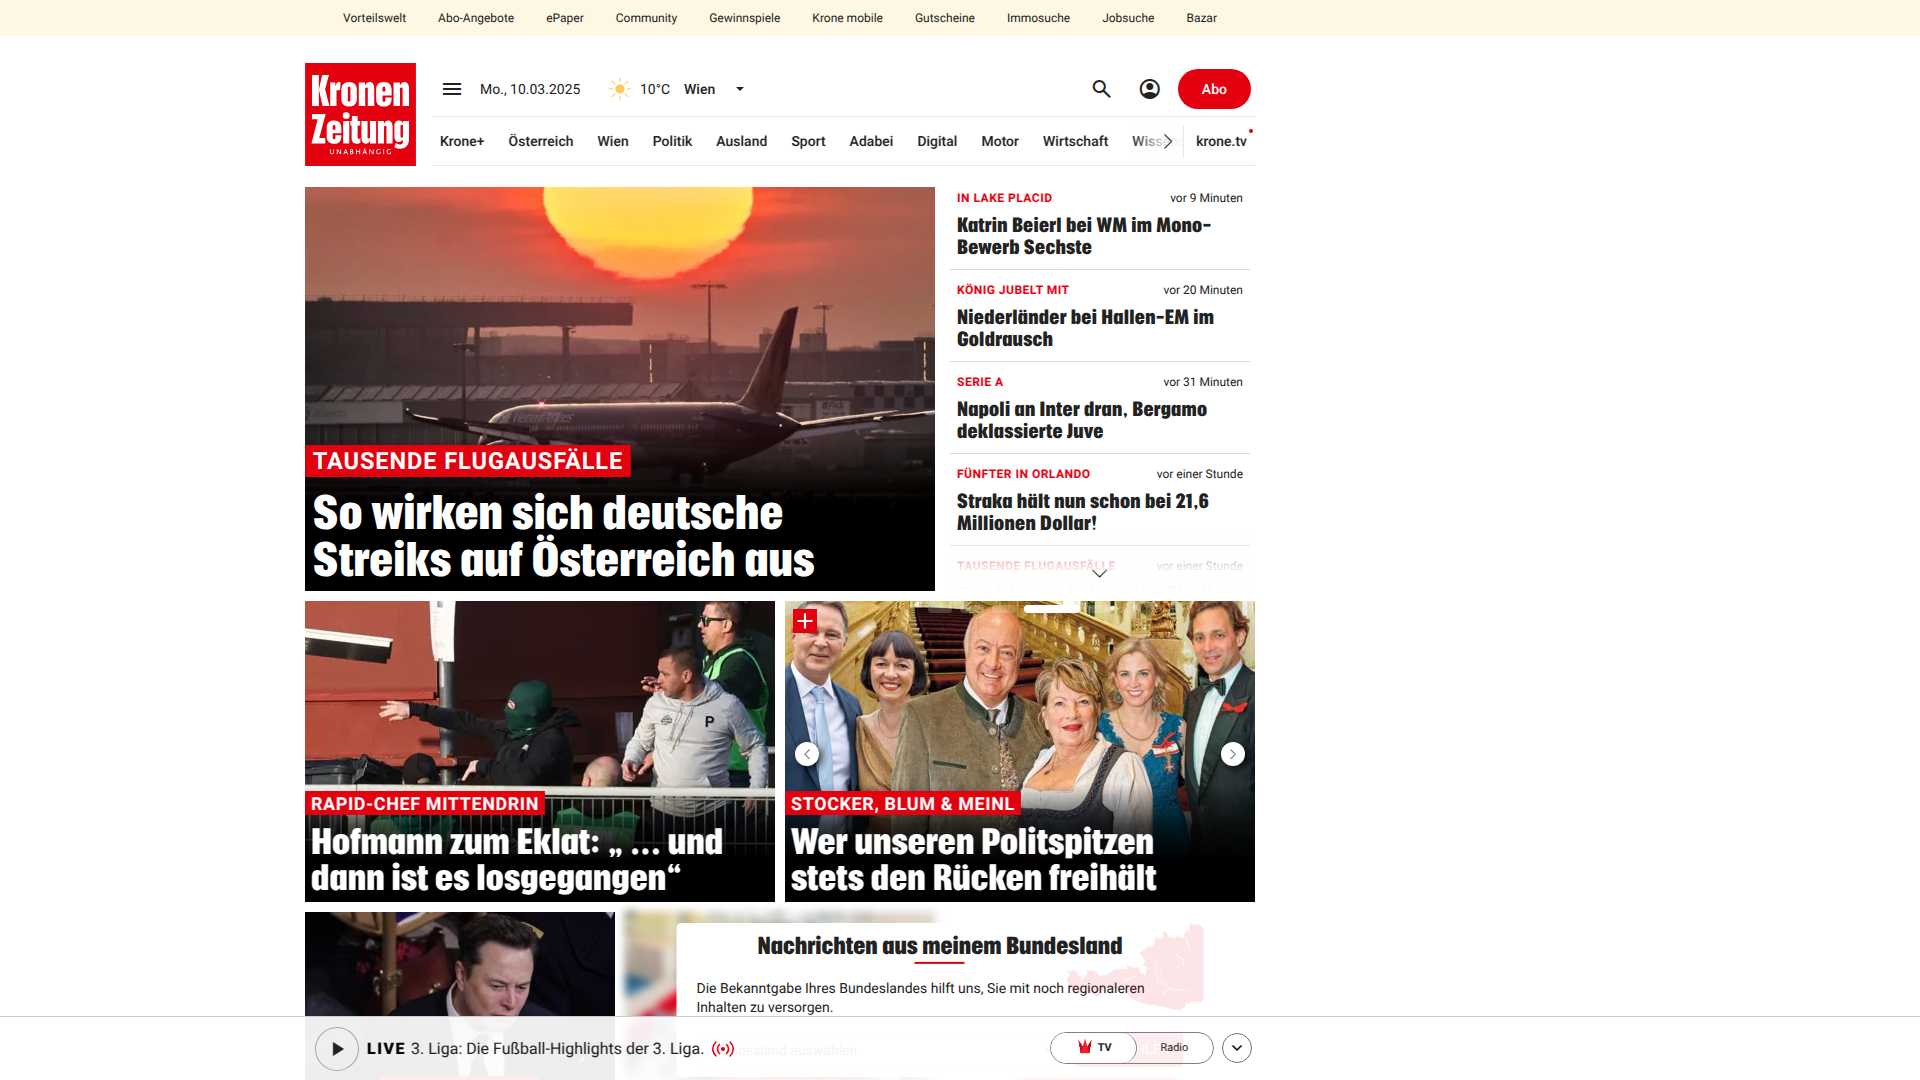 Vorteilswelt
Abo-Angebote
ePaper
Community
Gewinnspiele
Krone mobile
Gutscheine
Immosuche
Jobsuche
Bazar
Kronen
Zeitung
UNABHÄNGIG
Mo., 10.03.2025
10°C
Wien
Abo
Krone+
Österreich
Wien
Politik
Ausland
Sport
Adabei
Digital
Motor
Wirtschaft
Wiss
krone.tv
TAUSENDE FLUGAUSFÄLLE
So wirken sich deutsche
Streiks auf Österreich aus
IN LAKE PLACID
vor 9 Minuten
Katrin Beierl bei WM im Mono-
Bewerb Sechste
KÖNIG JUBELT MIT
vor 20 Minuten
Niederländer bei Hallen-EM im
Goldrausch
SERIE A
vor 31 Minuten
Napoli an Inter dran, Bergamo
deklassierte Juve
FÜNFTER IN ORLANDO
vor einer Stunde
Straka hält nun schon bei 21,6
Millionen Dollar!
TAUSENDE FLUGAUSFÄLLE
vor einer Stunde
P
RAPID-CHEF MITTENDRIN
Hofmann zum Eklat: „ ... und
dann ist es losgegangen“
STOCKER, BLUM & MEINL
Wer unseren Politspitzen
stets den Rücken freihält
Nachrichten aus meinem Bundesland
Die Bekanntgabe Ihres Bundeslandes hilft uns, Sie mit noch regionaleren
Inhalten zu versorgen.
LIVE 3. Liga: Die Fußball-Highlights der 3. Liga.
TV
Radio